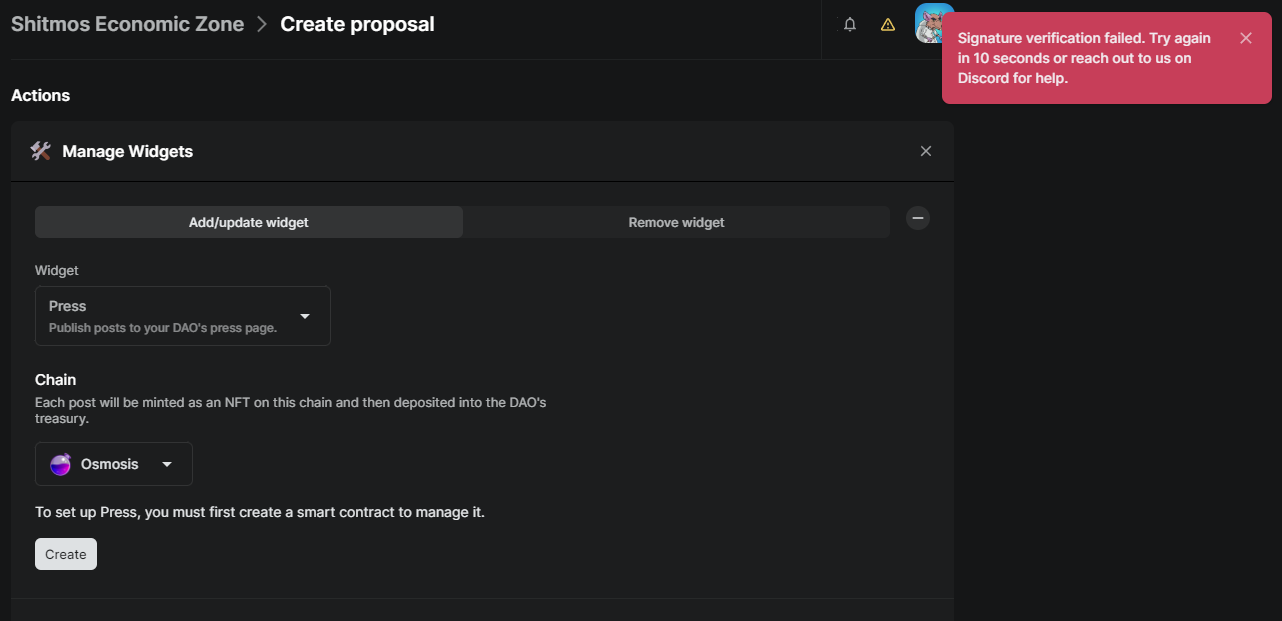 Shitmos Economic Zone > Create proposal
Signature verification failed. Try again
in 10 seconds or reach out to us on
Discord for help.
Actions
Manage Widgets
Add/update widget
Remove widget
Widget
Press
Publish posts to your DAO's press page.
Chain
Each post will be minted as an NFT on this chain and then deposited into the DAO's
treasury.
Osmosis
To set up Press, you must first create a smart contract to manage it.
Create